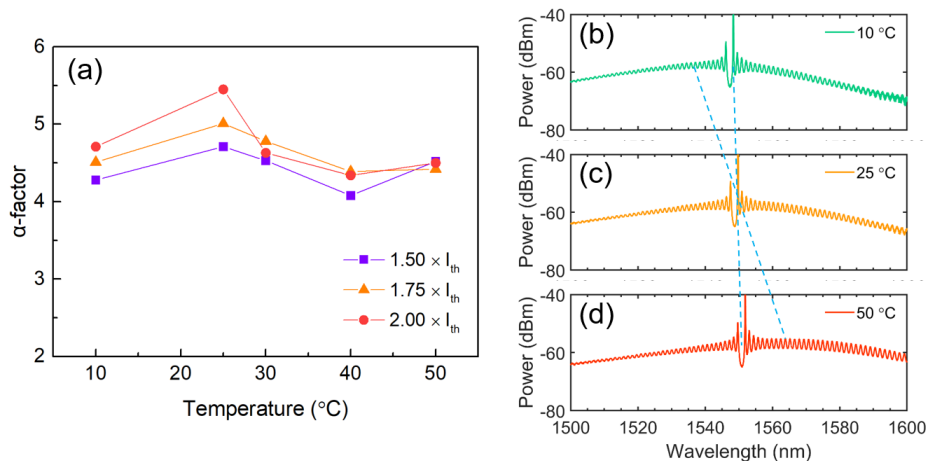 (a)
α-factor
6
5
4
3
2
1.50 × Ith
1.75 × Ith
2.00 × Ith
10 20 30 40 50
Temperature (°C)
(b)
10 °C
Power (dBm)
-40
-60
-80
(c)
25 °C
Power (dBm)
-40
-60
-80
(d)
50 °C
Power (dBm)
-40
-60
-80
1500 1520 1540 1560 1580 1600
Wavelength (nm)